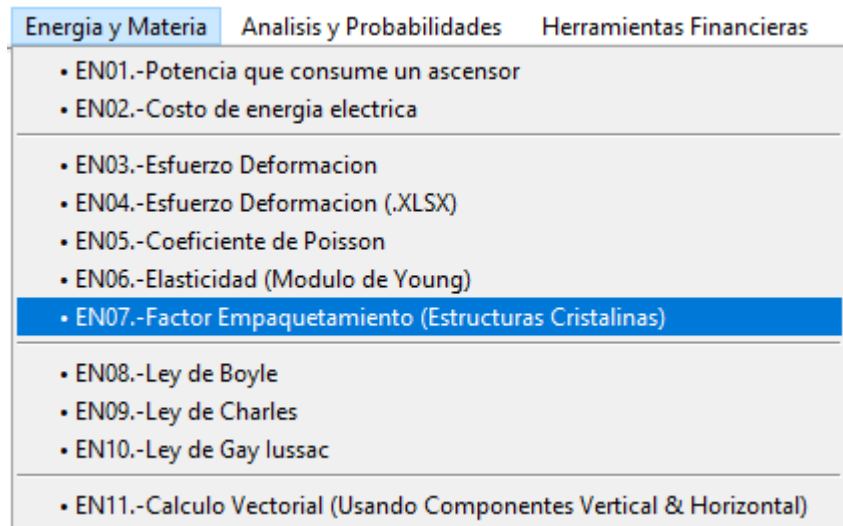 Energia y Materia Analisis y Probabilidades Herramientas Financieras
• EN01.-Potencia que consume un ascensor
• EN02.-Costo de energia electrica
• EN03.-Esfuerzo Deformacion
• EN04.-Esfuerzo Deformacion (.XLSX)
• EN05.-Coeficiente de Poisson
• EN06.-Elasticidad (Modulo de Young)
• EN07.-Factor Empaquetamiento (Estructuras Cristalinas)
• EN08.-Ley de Boyle
• EN09.-Ley de Charles
• EN10.-Ley de Gay lussac
• EN11.-Calculo Vectorial (Usando Componentes Vertical & Horizontal)